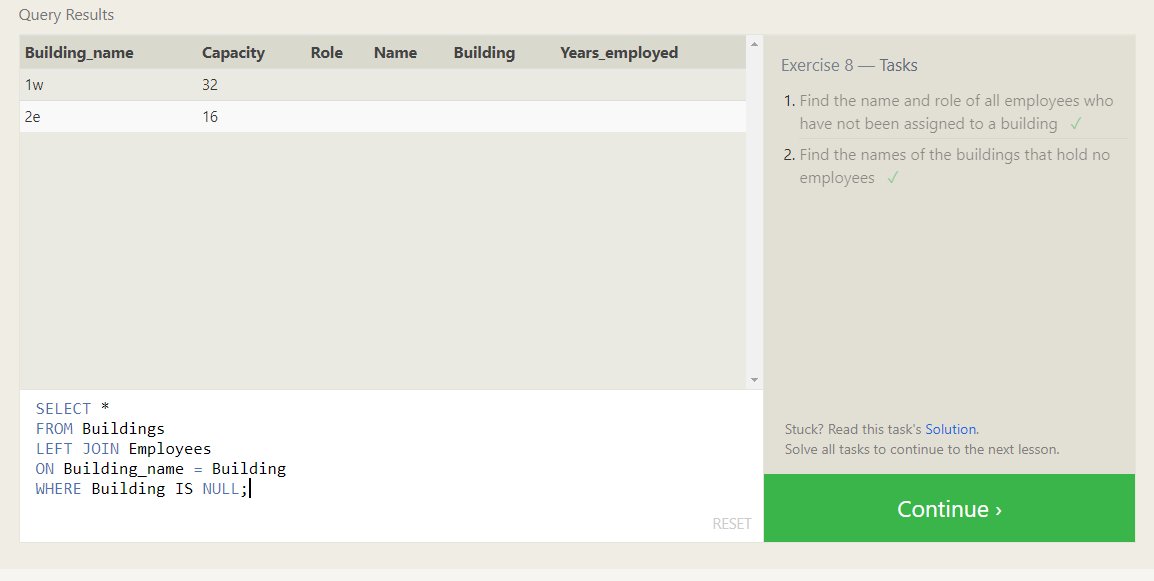 Query Results
Building_name Capacity Role Name Building Years_employed
1w 32
2e 16
SELECT *
FROM Buildings
LEFT JOIN Employees
ON Building_name = Building
WHERE Building IS NULL;
RESET
Exercise 8 — Tasks
1. Find the name and role of all employees who
have not been assigned to a building ✓
2. Find the names of the buildings that hold no
employees ✓
Stuck? Read this task's Solution.
Solve all tasks to continue to the next lesson.
Continue ›